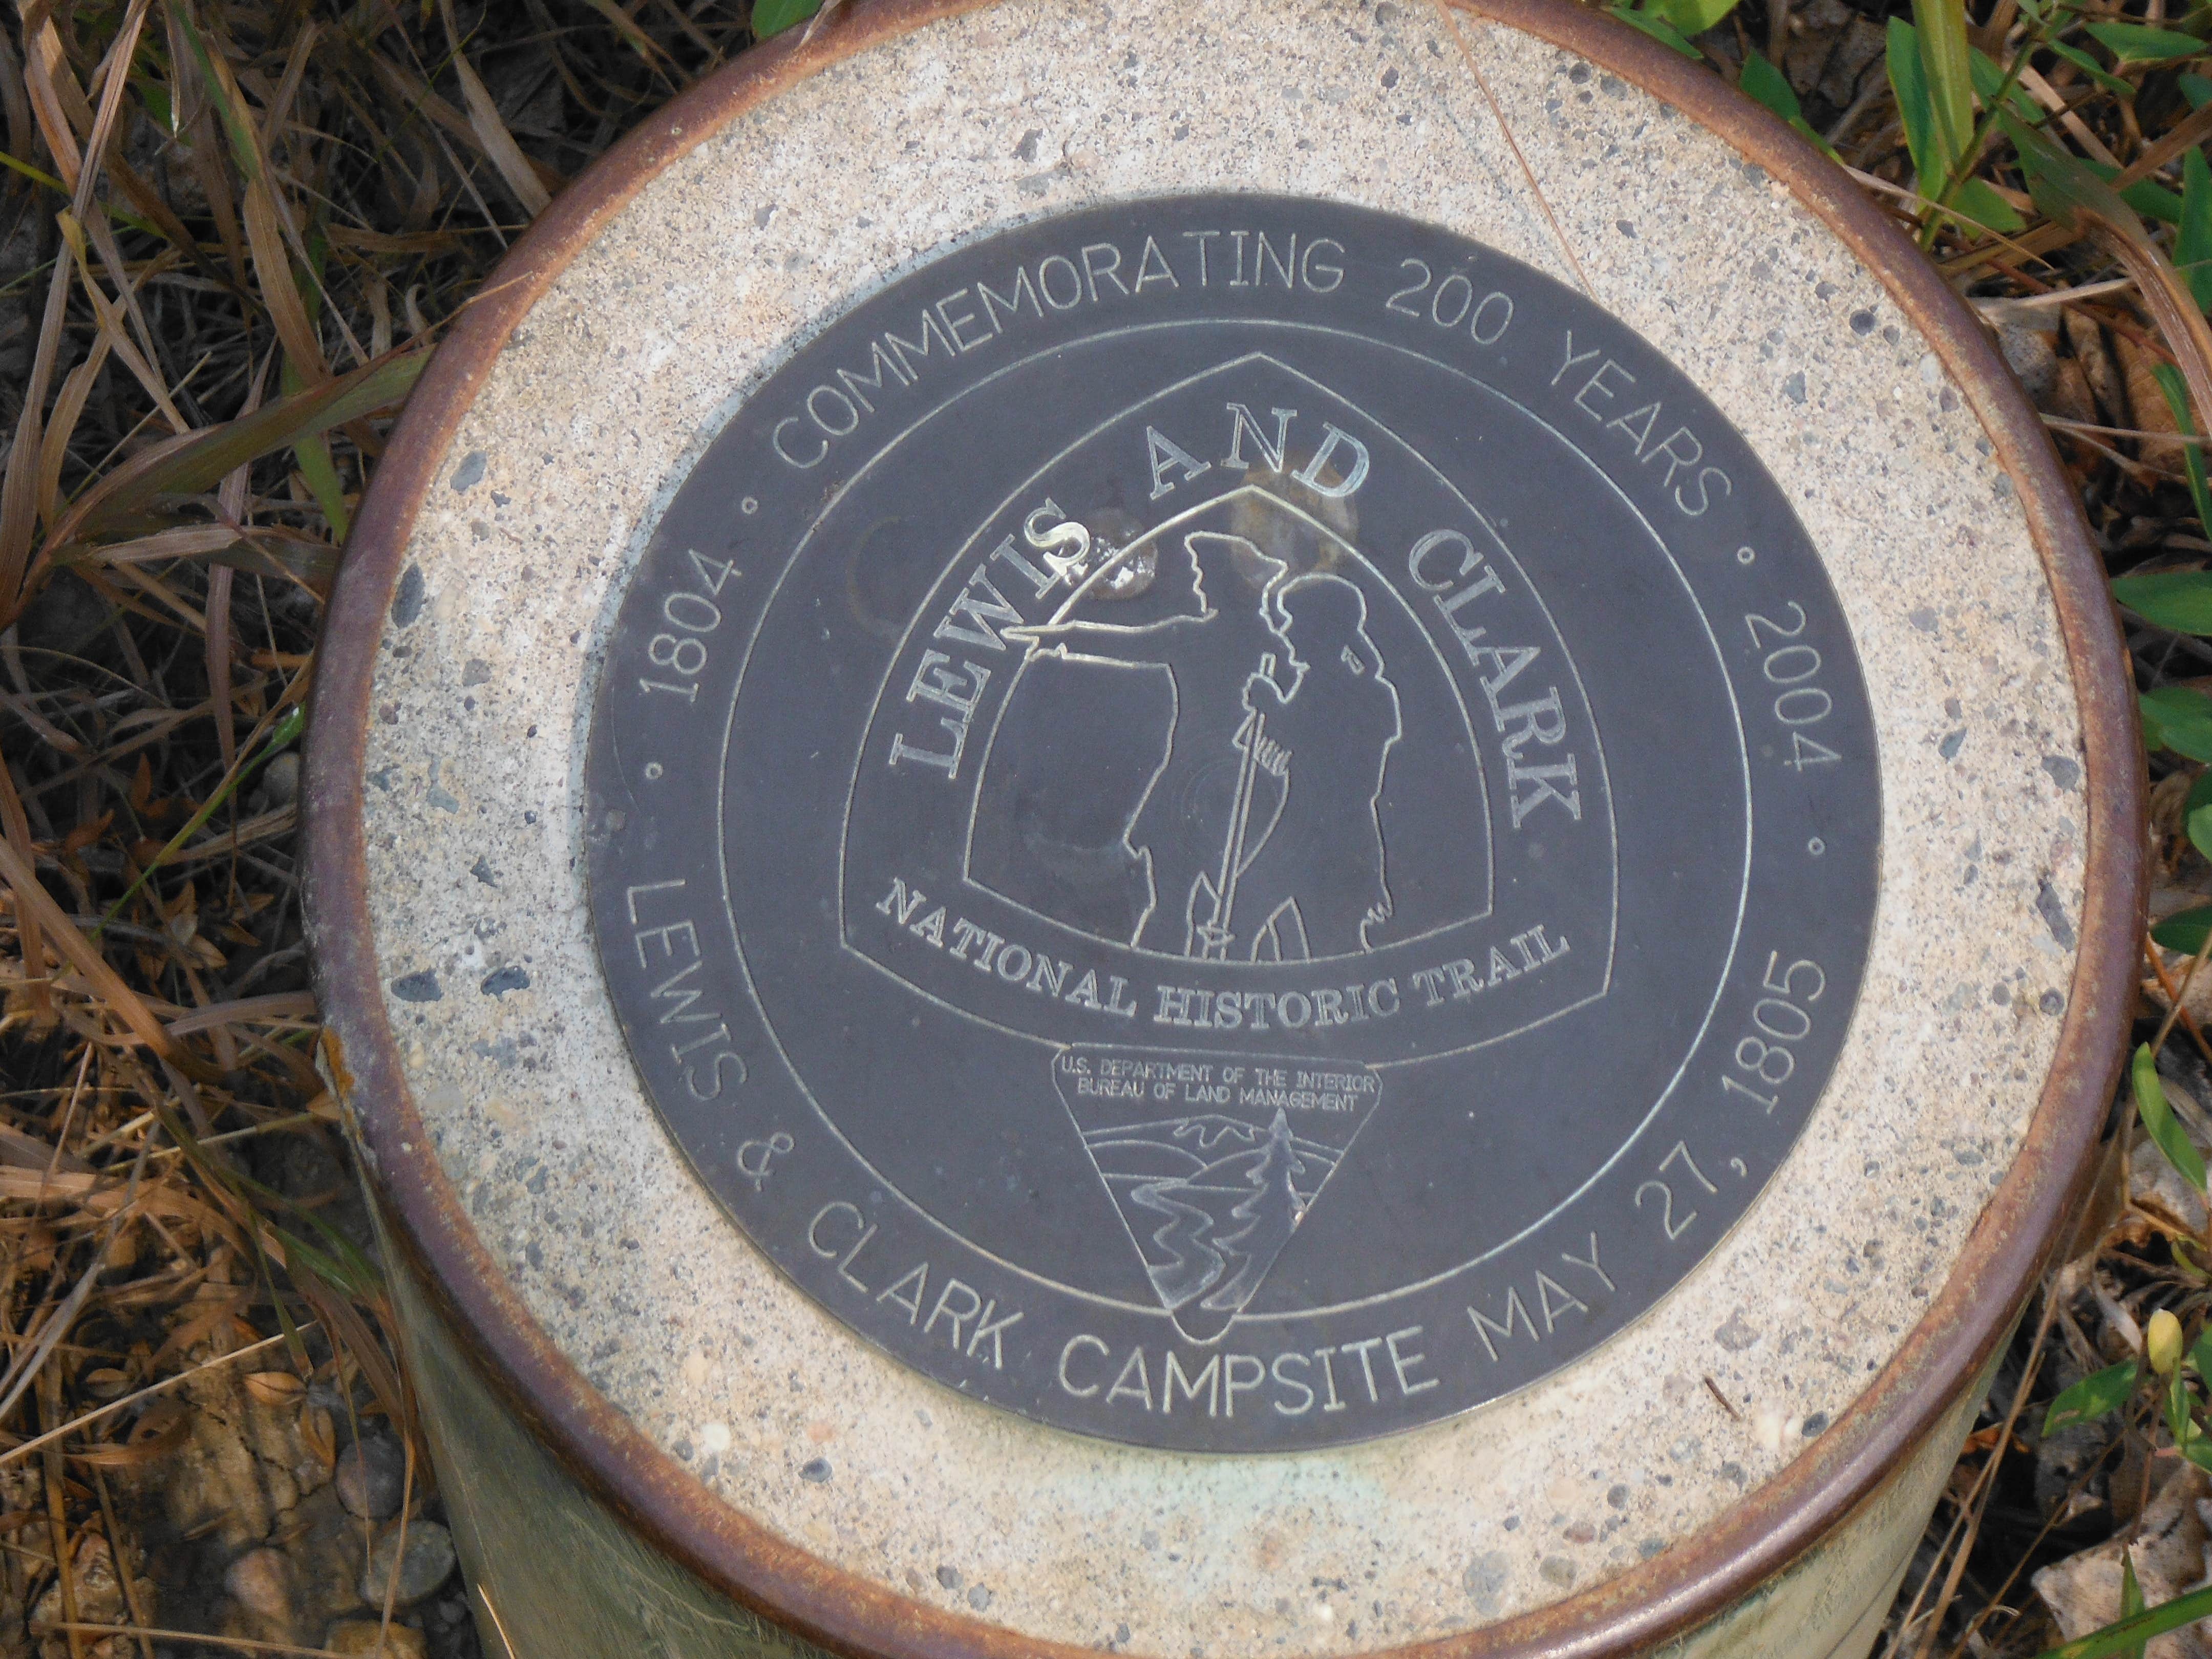 1804 • COMMEMORATING 200 YEARS • 2004
LEWIS AND CLARK
NATIONAL HISTORIC TRAIL
U.S. DEPARTMENT OF THE INTERIOR
BUREAU OF LAND MANAGEMENT
• LEWIS & CLARK CAMPSITE MAY 27, 1805 •